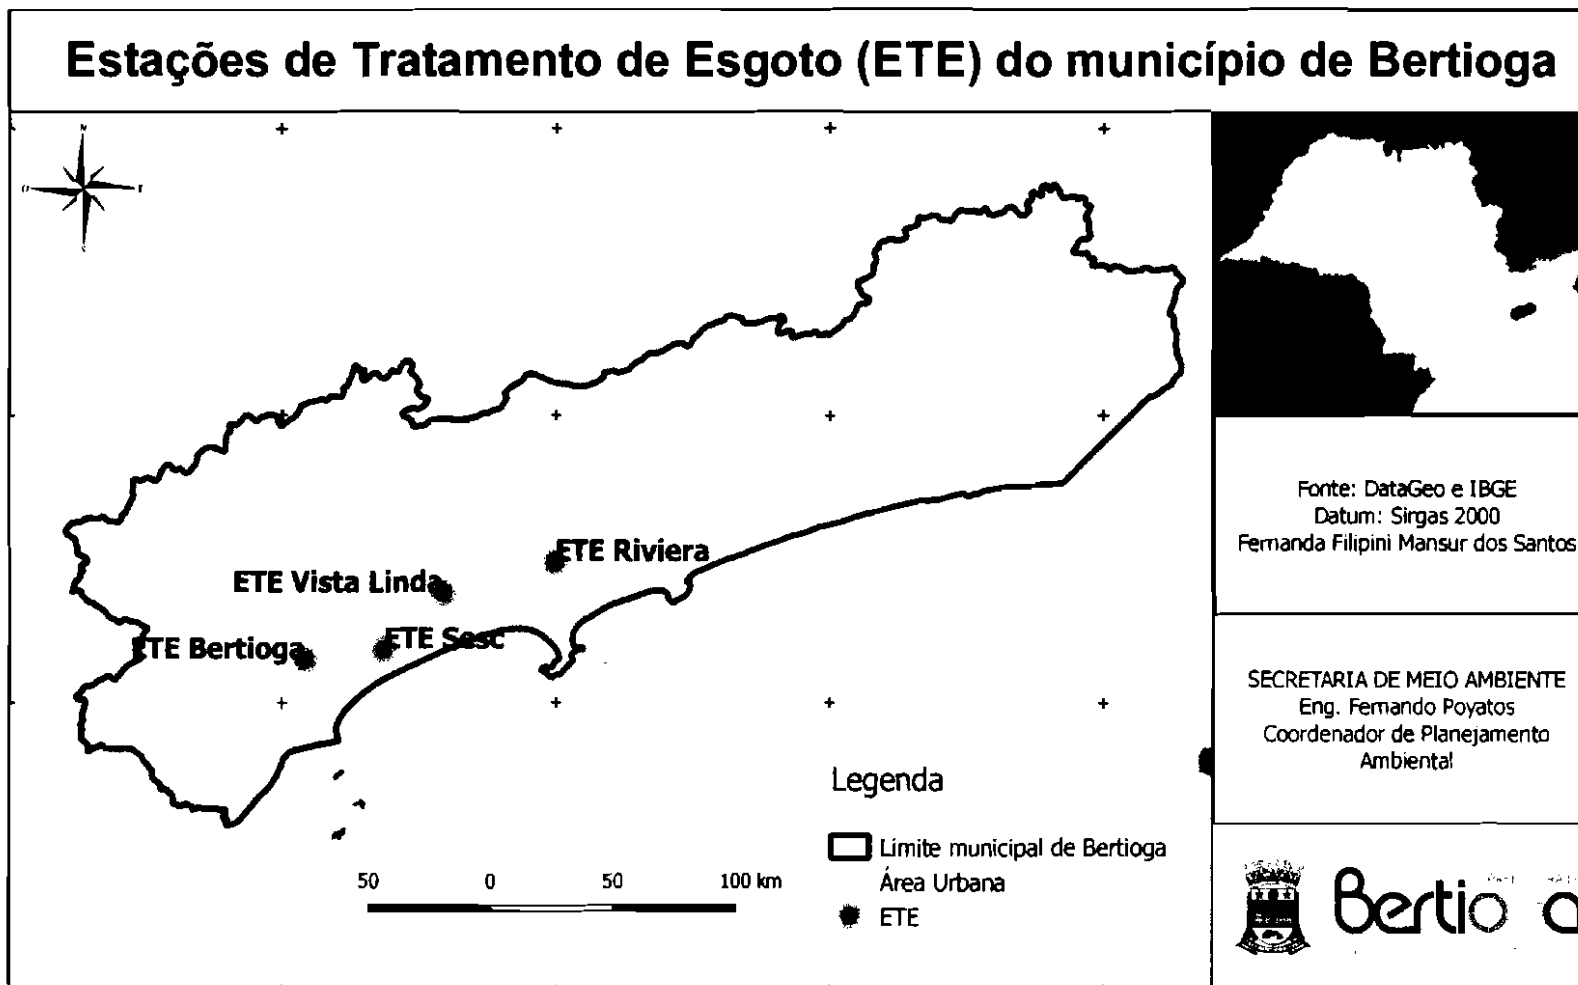 Estações de Tratamento de Esgoto (ETE) do município de Bertioga
N
O
E
S
ETE Riviera
ETE Vista Linda
ETE Sesc
ETE Bertioga
Legenda
Límite municipal de Bertioga
Área Urbana
ETE
50 0 50 100 km
Fonte: DataGeo e IBGE
Datum: Sirgas 2000
Fernanda Filipini Mansur dos Santos
SECRETARIA DE MEIO AMBIENTE
Eng. Fernando Poyatos
Coordenador de Planejamento
Ambiental